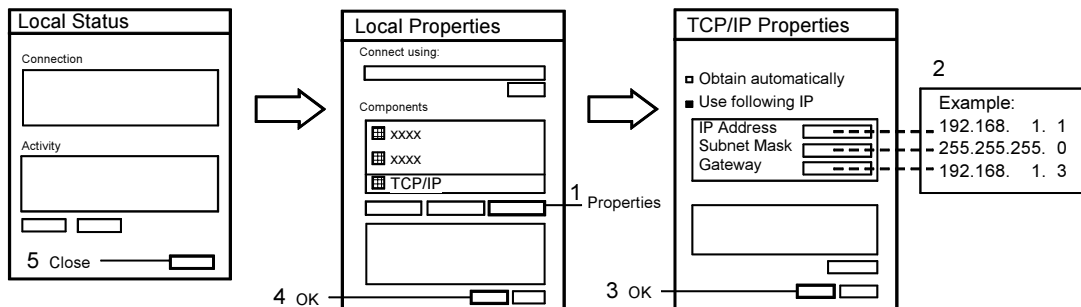 Local Status
Connection
Activity
5 Close
Local Properties
Connect using:
Components
xxxx
xxxx
TCP/IP
1 Properties
4 OK
TCP/IP Properties
Obtain automatically
Use following IP
IP Address
Subnet Mask
Gateway
3 OK
2
Example:
192.168. 1. 1
255.255.255. 0
192.168. 1. 3